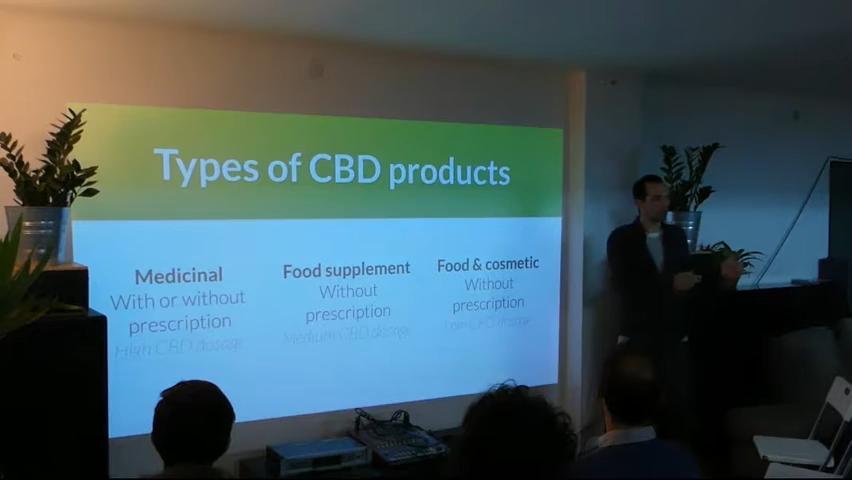 Types of CBD products
Medicinal
With or without
prescription
High CBD dosage
Food supplement
Without
prescription
Medium CBD dosage
Food & cosmetic
Without
prescription
Low CBD dosage